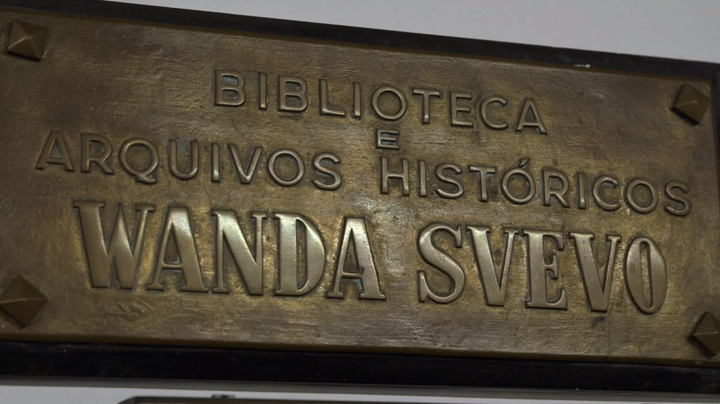 BIBLIOTECA
E
ARQUIVOS HISTÓRICOS
WANDA SVEVO